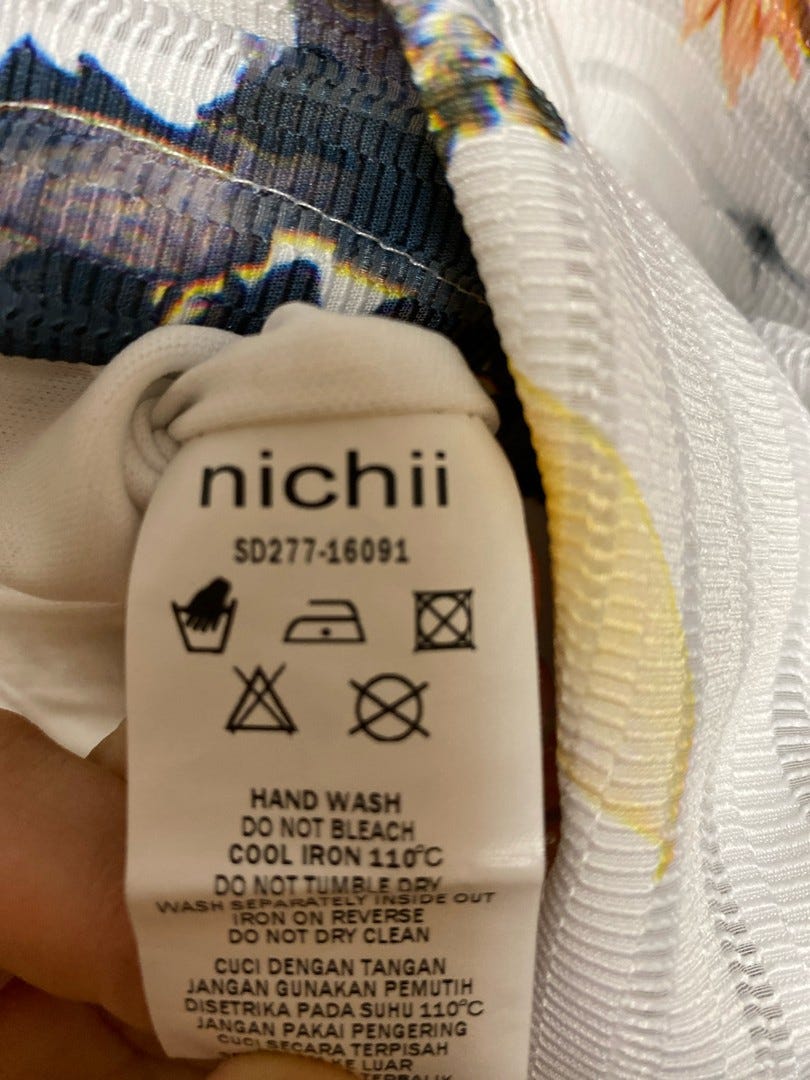 nichii
SD277-16091
HAND WASH
DO NOT BLEACH
COOL IRON 110°C
DO NOT TUMBLE DRY
WASH SEPARATELY INSIDE OUT
IRON ON REVERSE
DO NOT DRY CLEAN
CUCI DENGAN TANGAN
JANGAN GUNAKAN PEMUTIH
DISETRIKA PADA SUHU 110°C
JANGAN PAKAI PENGERING
CUCI SECARA TERPISAH
KE LUAR